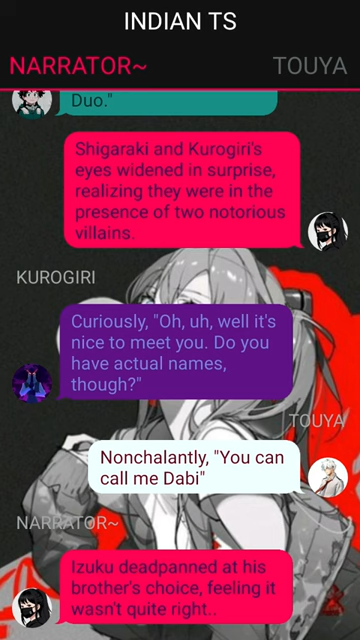 INDIAN TS
NARRATOR~ TOUYA
Duo."
Shigaraki and Kurogiri's
eyes widened in surprise,
realizing they were in the
presence of two notorious
villains.
KUROGIRI
Curiously, "Oh, uh, well it's
nice to meet you. Do you
have actual names,
though?"
TOUYA
Nonchalantly, "You can
call me Dabi"
NARRATOR~
Izuku deadpanned at his
brother's choice, feeling it
wasn't quite right..